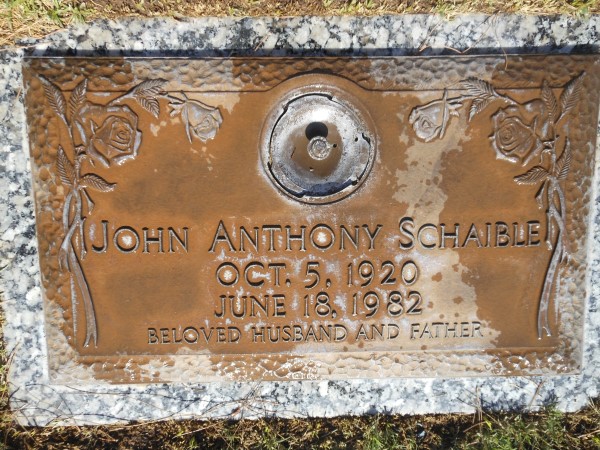 JOHN ANTHONY SCHAIBLE
OCT. 5, 1920
JUNE 18, 1982
BELOVED HUSBAND AND FATHER